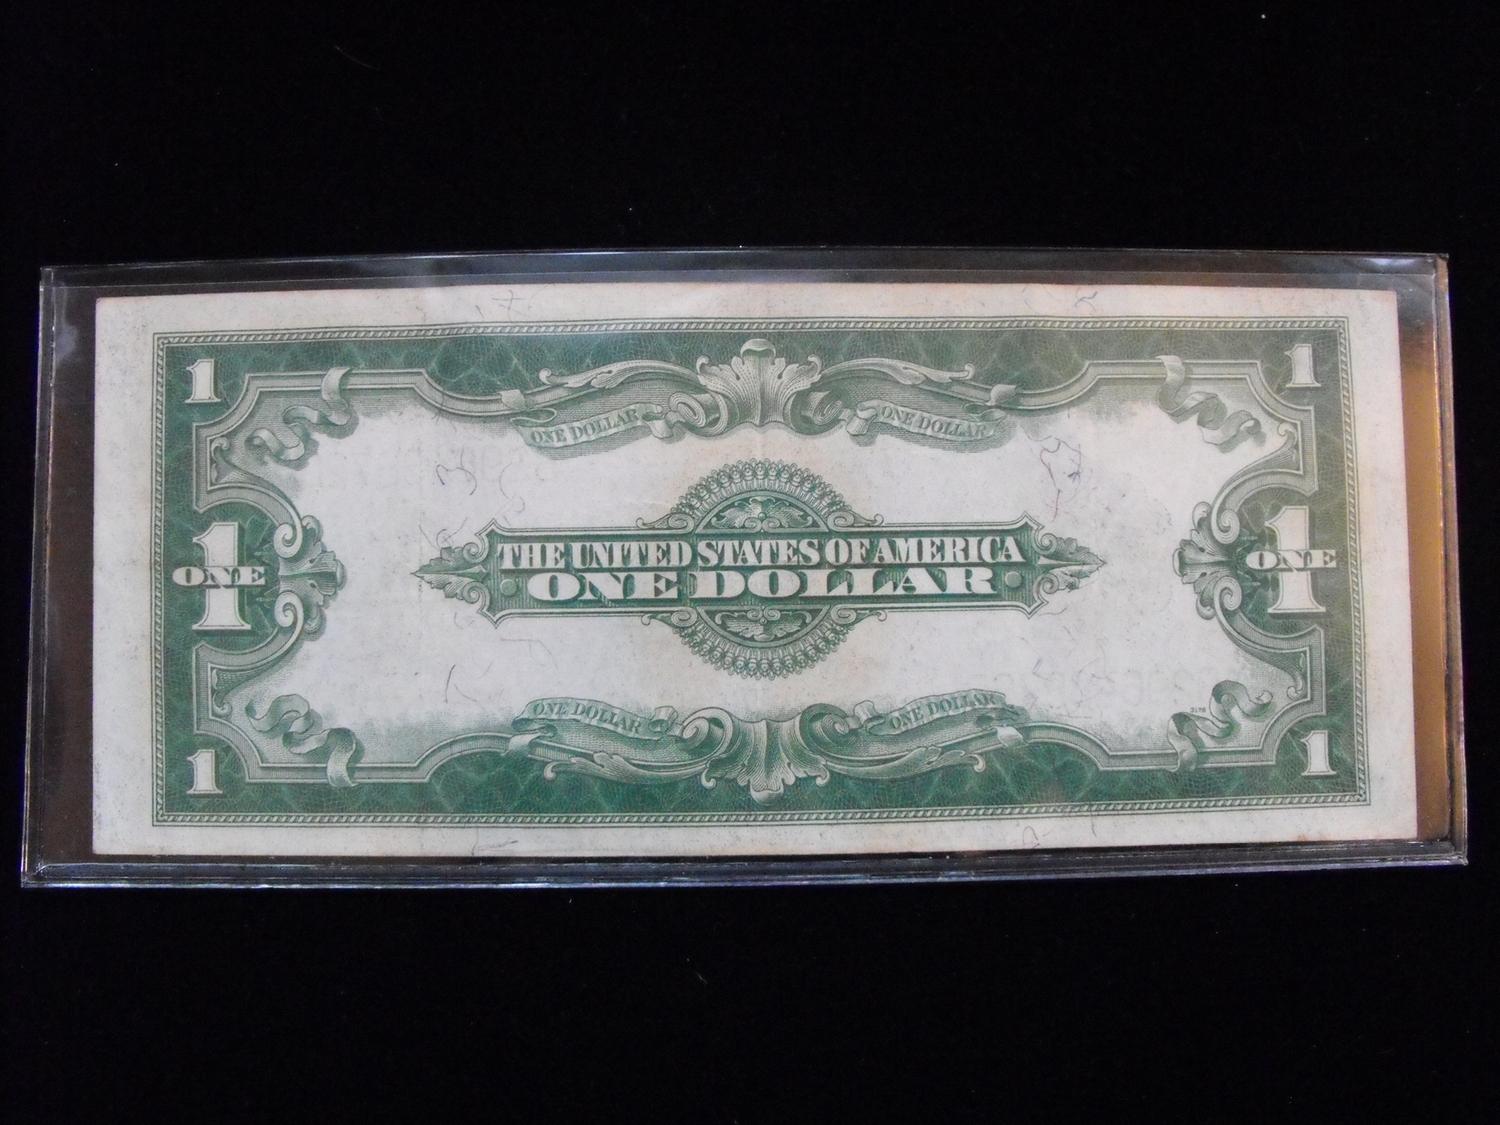 1 1
ONE DOLLAR ONE DOLLAR
THE UNITED STATES OF AMERICA
ONE DOLLAR
1 ONE 1 ONE
ONE DOLLAR ONE DOLLAR
1 1